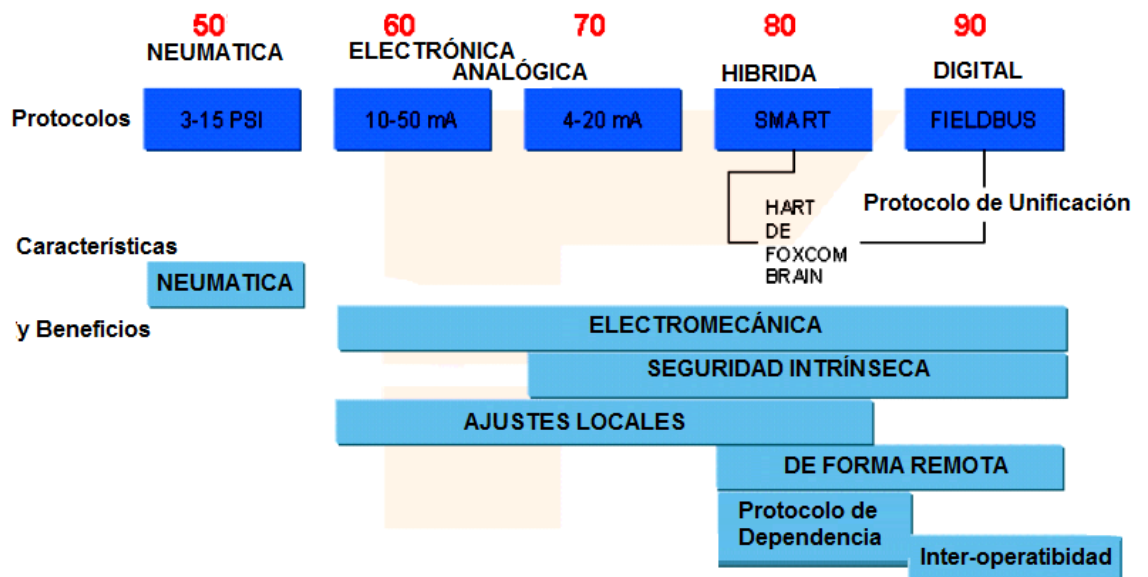 50
60
70
80
90
NEUMATICA
ELECTRÓNICA
ANALÓGICA
HIBRIDA
DIGITAL
Protocolos
3-15 PSI
10-50 mA
4-20 mA
SMART
FIELDBUS
HART
DE
FOXCOM
BRAIN
Protocolo de Unificación
Característícas
NEUMATICA
y Beneficios
ELECTROMECÁNICA
SEGURIDAD INTRÍNSECA
AJUSTES LOCALES
DE FORMA REMOTA
Protocolo de
Dependencia
Inter-operatibidad